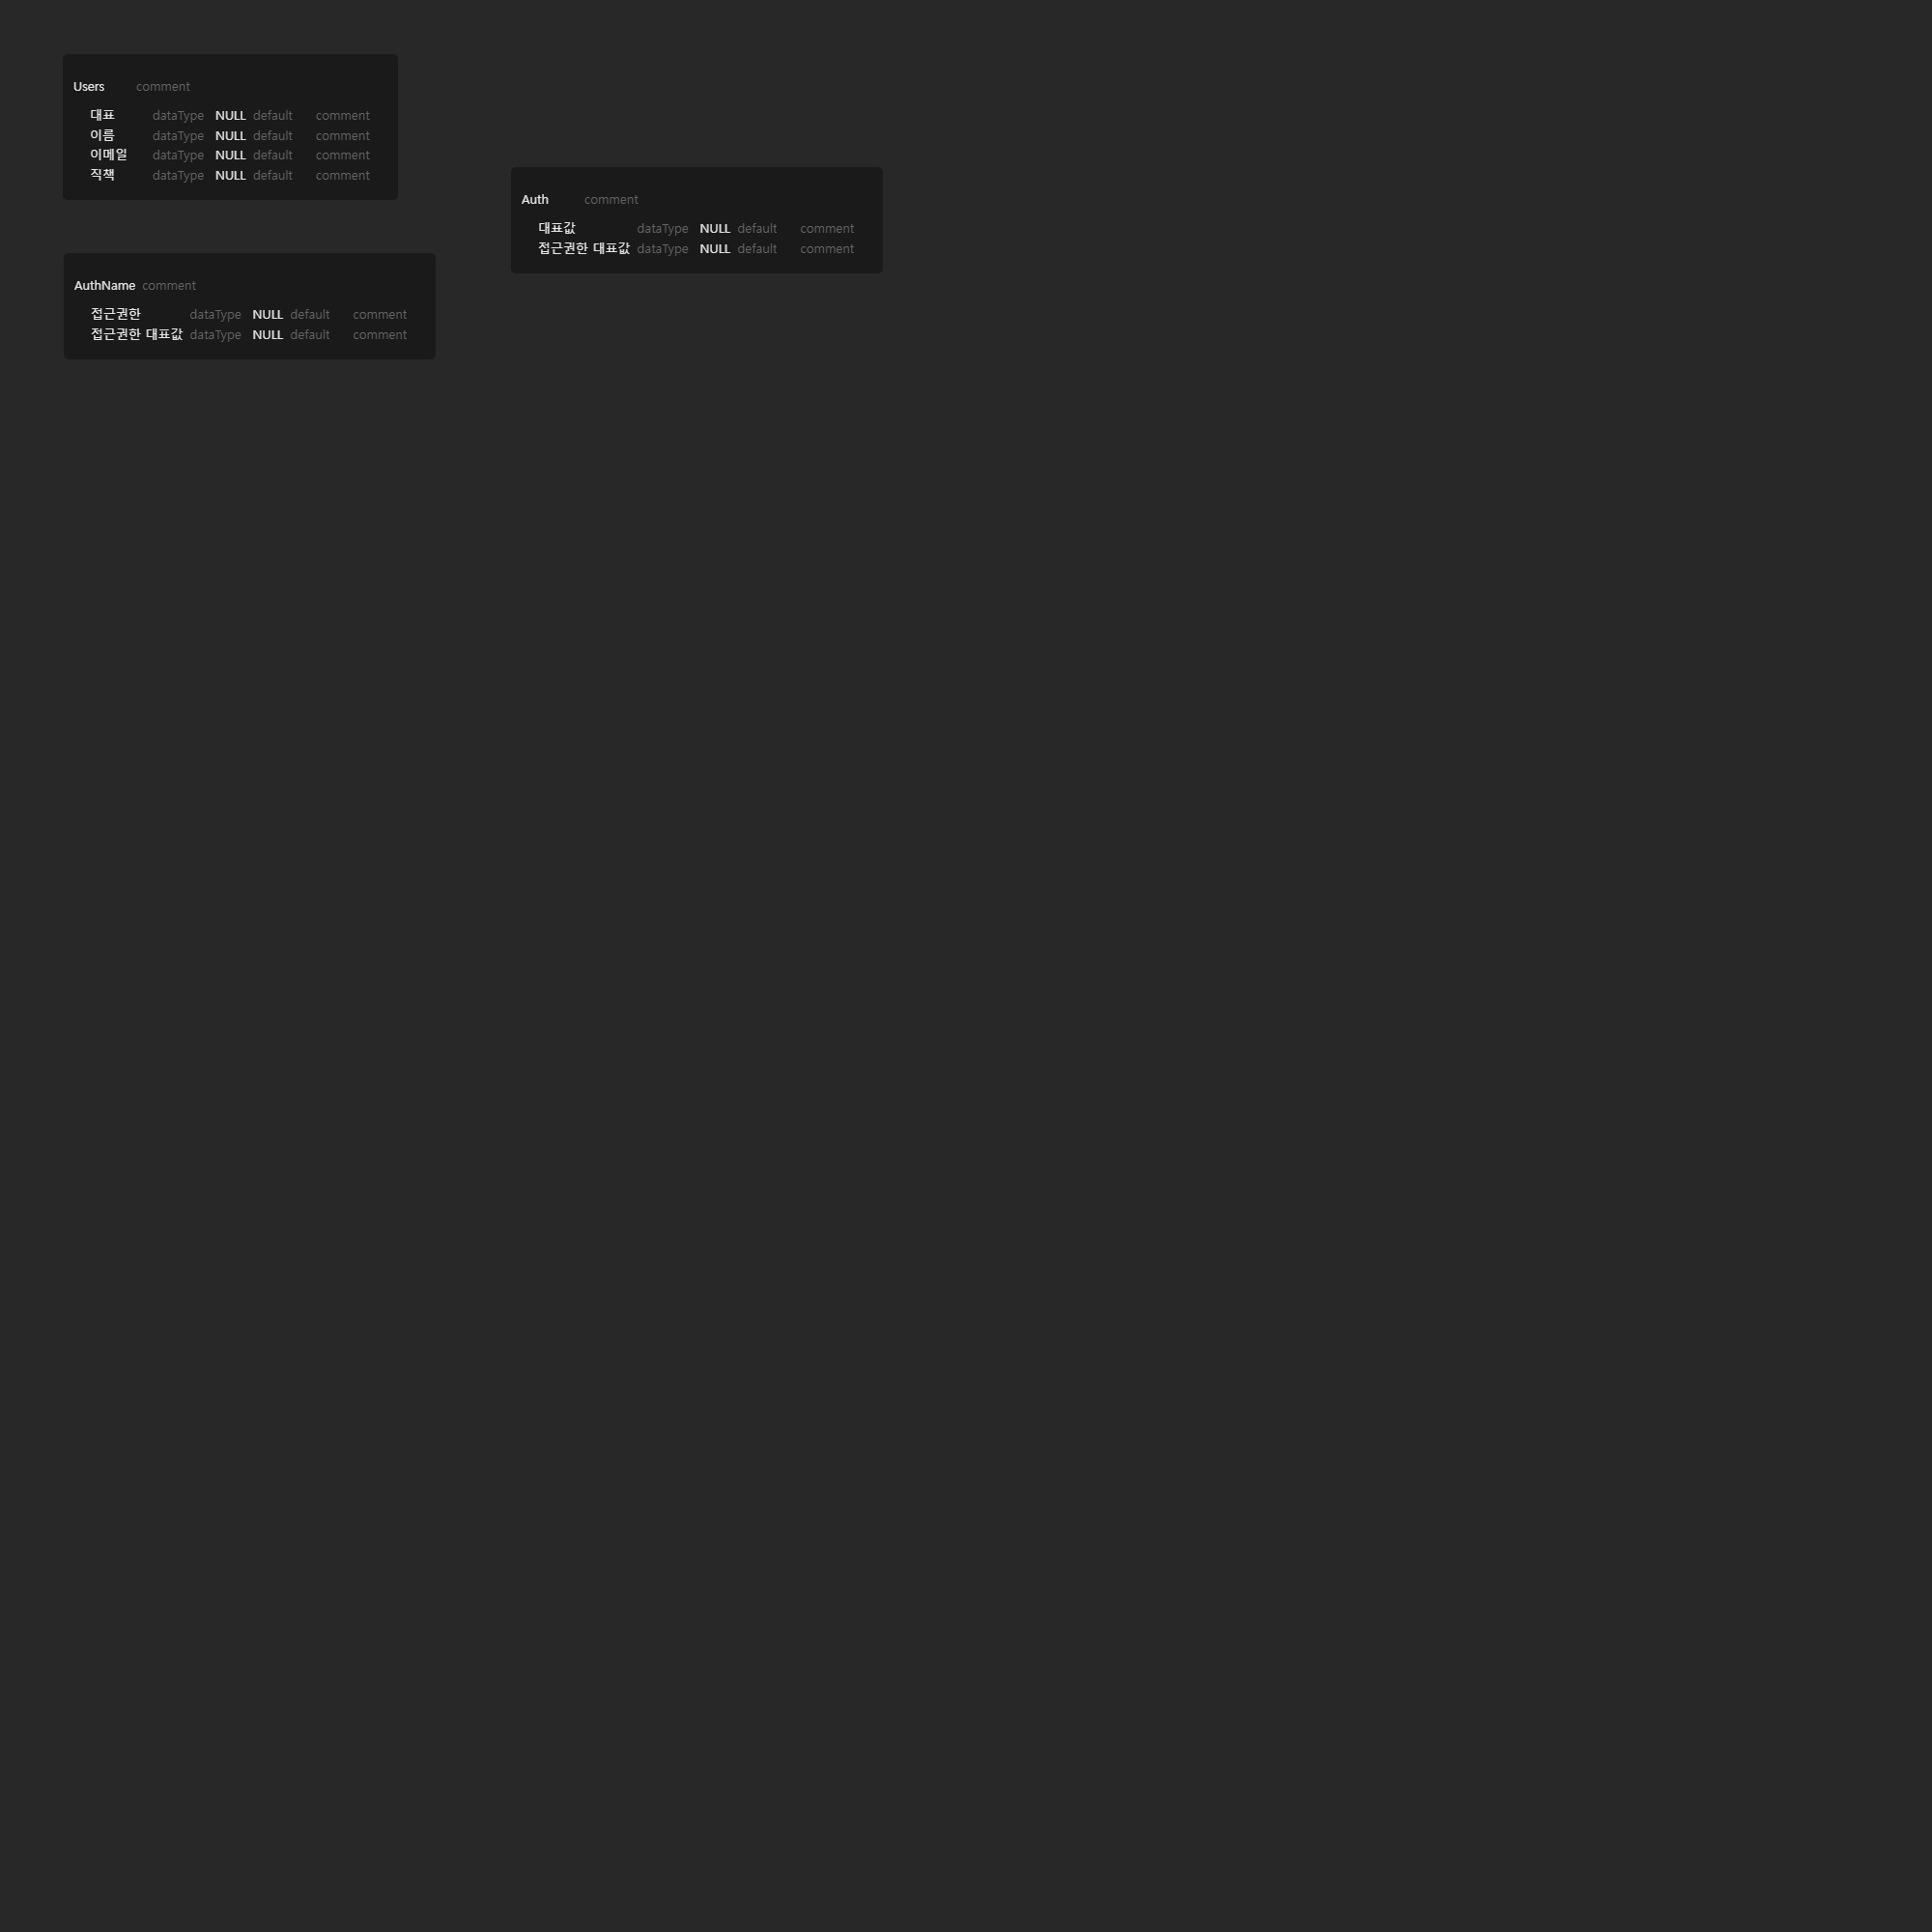 Users comment
대표 dataType NULL default comment
이름 dataType NULL default comment
이메일 dataType NULL default comment
직책 dataType NULL default comment
Auth comment
대표값 dataType NULL default comment
접근권한 대표값 dataType NULL default comment
AuthName comment
접근권한 dataType NULL default comment
접근권한 대표값 dataType NULL default comment